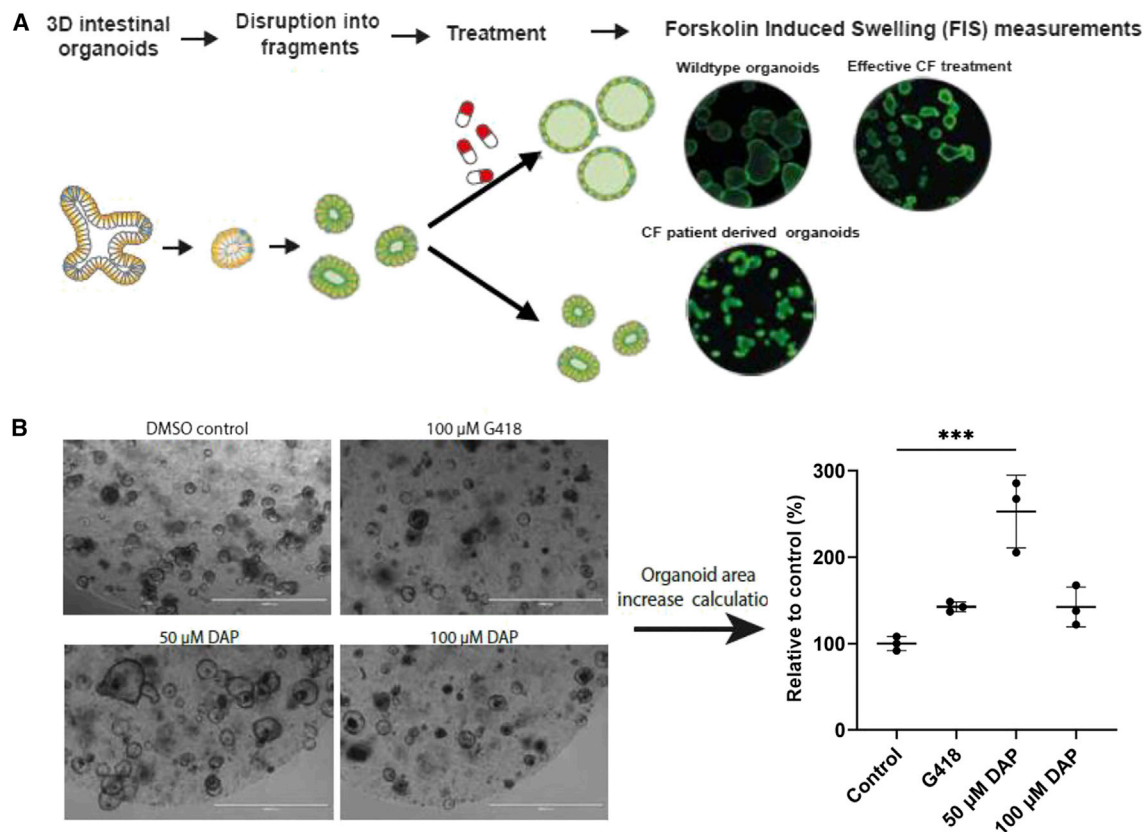 A
3D intestinal
organoids
Disruption into
fragments
Treatment
Forskolin Induced Swelling (FIS) measurements
Wildtype organoids
Effective CF treatment
CF patient derived organoids
B
DMSO control
100 µM G418
50 µM DAP
100 µM DAP
Organoid area
increase calculatio
***
Relative to control (%)
300
200
100
0
Control
G418
50 µM DAP
100 µM DAP